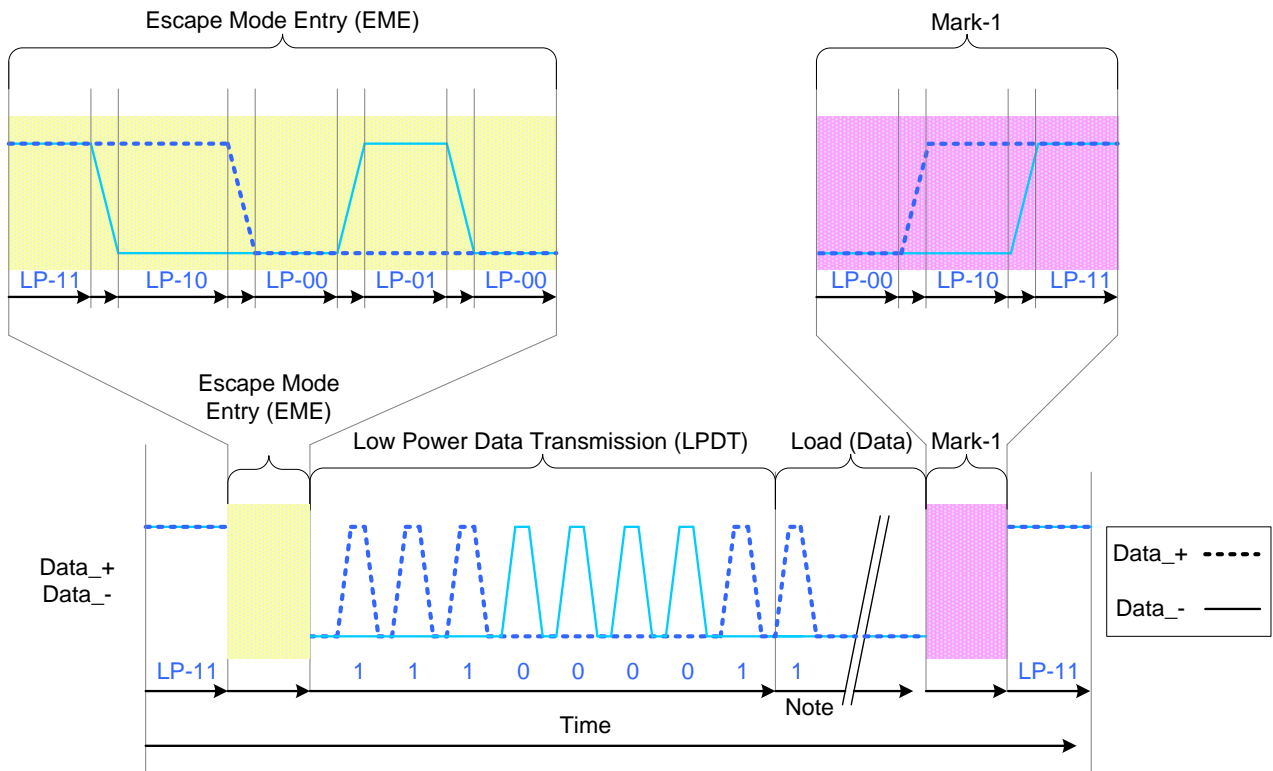 Escape Mode Entry (EME)
Mark-1
LP-11 LP-10 LP-00 LP-01 LP-00
LP-00 LP-10 LP-11
Escape Mode
Entry (EME)
Low Power Data Transmission (LPDT)
Load (Data)
Mark-1
Data_+
Data_-
Data_+
Data_-
LP-11 1 1 1 0 0 0 0 1 1 LP-11
Note
Time